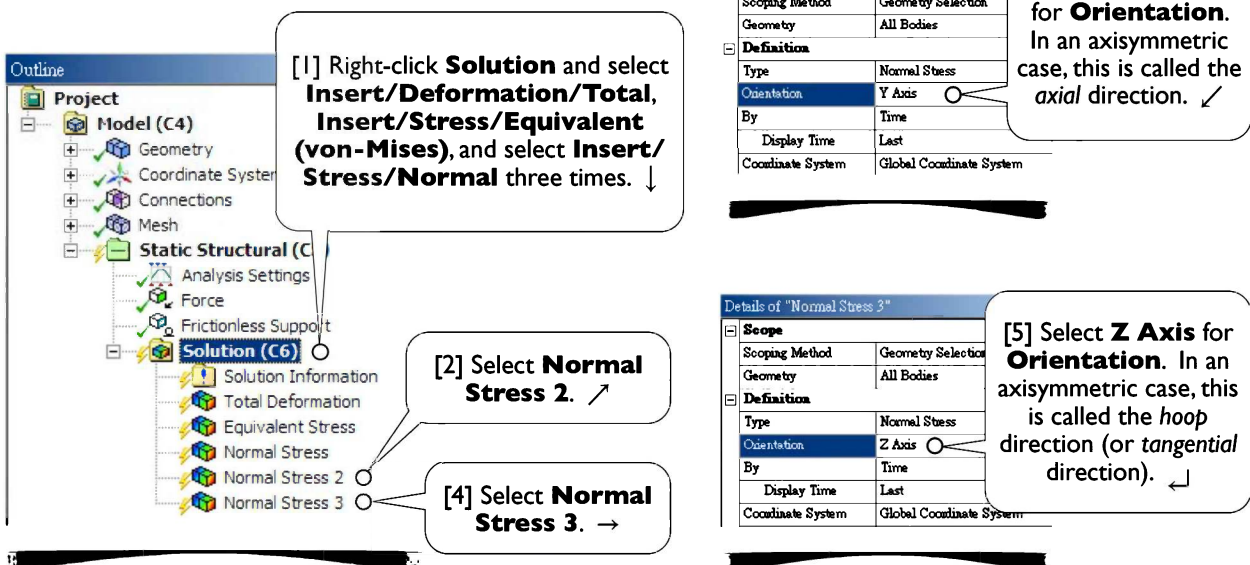 Outline
Project
Model (C4)
Geometry
Coordinate System
Connections
Mesh
Static Structural (C
Analysis Settings
Force
Frictionless Support
Solution (C6)
Solution Information
Total Deformation
Equivalent Stress
Normal Stress
Normal Stress 2
Normal Stress 3
[1] Right-click Solution and select
Insert/Deformation/Total,
Insert/Stress/Equivalent
(von-Mises), and select Insert/
Stress/Normal three times. ↓
[2] Select Normal
Stress 2. ↗
Scoping Method Geometry Selection
Geometry All Bodies
Definition
Type Normal Stress
Orientation Y Axis
By Time
Display Time Last
Coordinate System Global Coordinate System
for Orientation.
In an axisymmetric
case, this is called the
axial direction. ↙
[4] Select Normal
Stress 3. →
Details of "Normal Stress 3"
Scope
Scoping Method Geometry Selection
Geometry All Bodies
Definition
Type Normal Stress
Orientation Z Axis
By Time
Display Time Last
Coordinate System Global Coordinate System
[5] Select Z Axis for
Orientation. In an
axisymmetric case, this
is called the hoop
direction (or tangential
direction). ↵